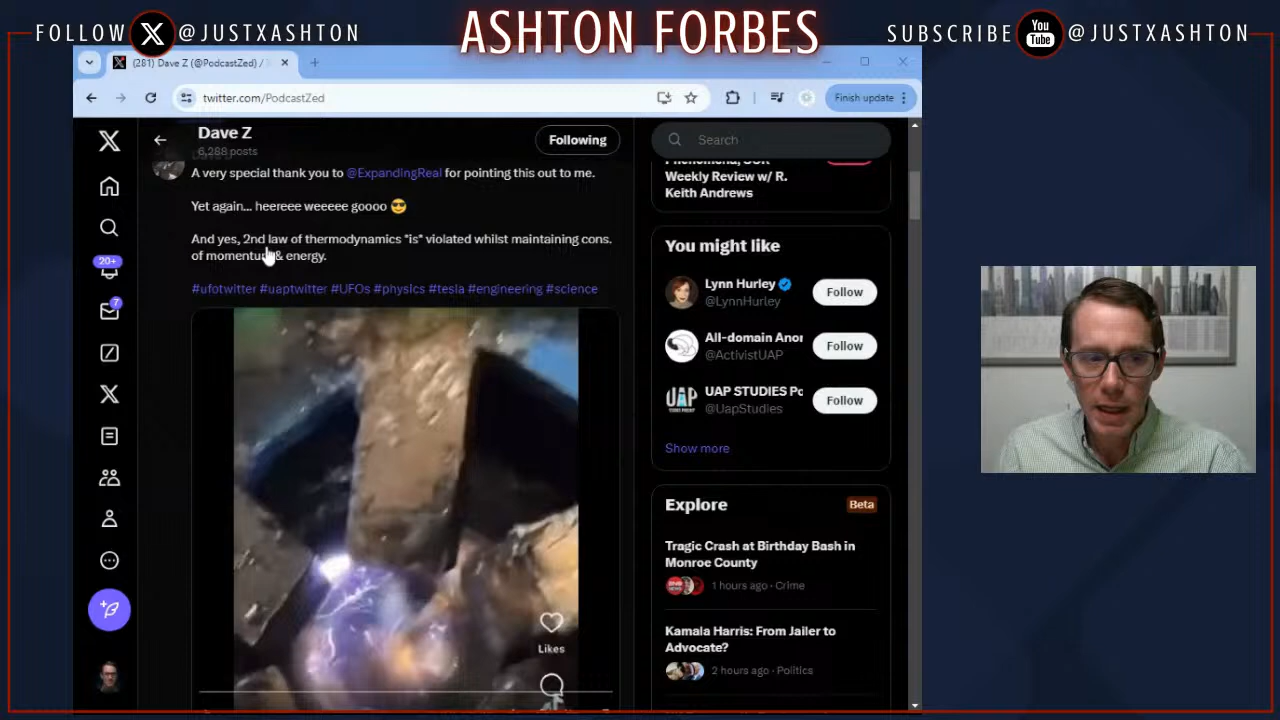 FOLLOW X @JUSTXASHTON
ASHTON FORBES
SUBSCRIBE You Tube @JUSTXASHTON
(281) Dave Z (@PodcastZed) /
twitter.com/PodcastZed
Finish update
Dave Z
6,288 posts
Following
Search
A very special thank you to @ExpandingReal for pointing this out to me.
Yet again... heereee weeeee goooo 😎
And yes, 2nd law of thermodynamics *is* violated whilst maintaining cons.
of momentum & energy.
#ufotwitter #uaptwitter #UFOs #physics #tesla #engineering #science
20+
7
Likes
Weekly Review w/ R.
Keith Andrews
You might like
Lynn Hurley
@LynnHurley
Follow
All-domain Anor
@ActivistUAP
Follow
UAP
UAP STUDIES Po
@UapStudies
Follow
Show more
Explore
Beta
Tragic Crash at Birthday Bash in
Monroe County
1 hours ago · Crime
Kamala Harris: From Jailer to
Advocate?
2 hours ago · Politics